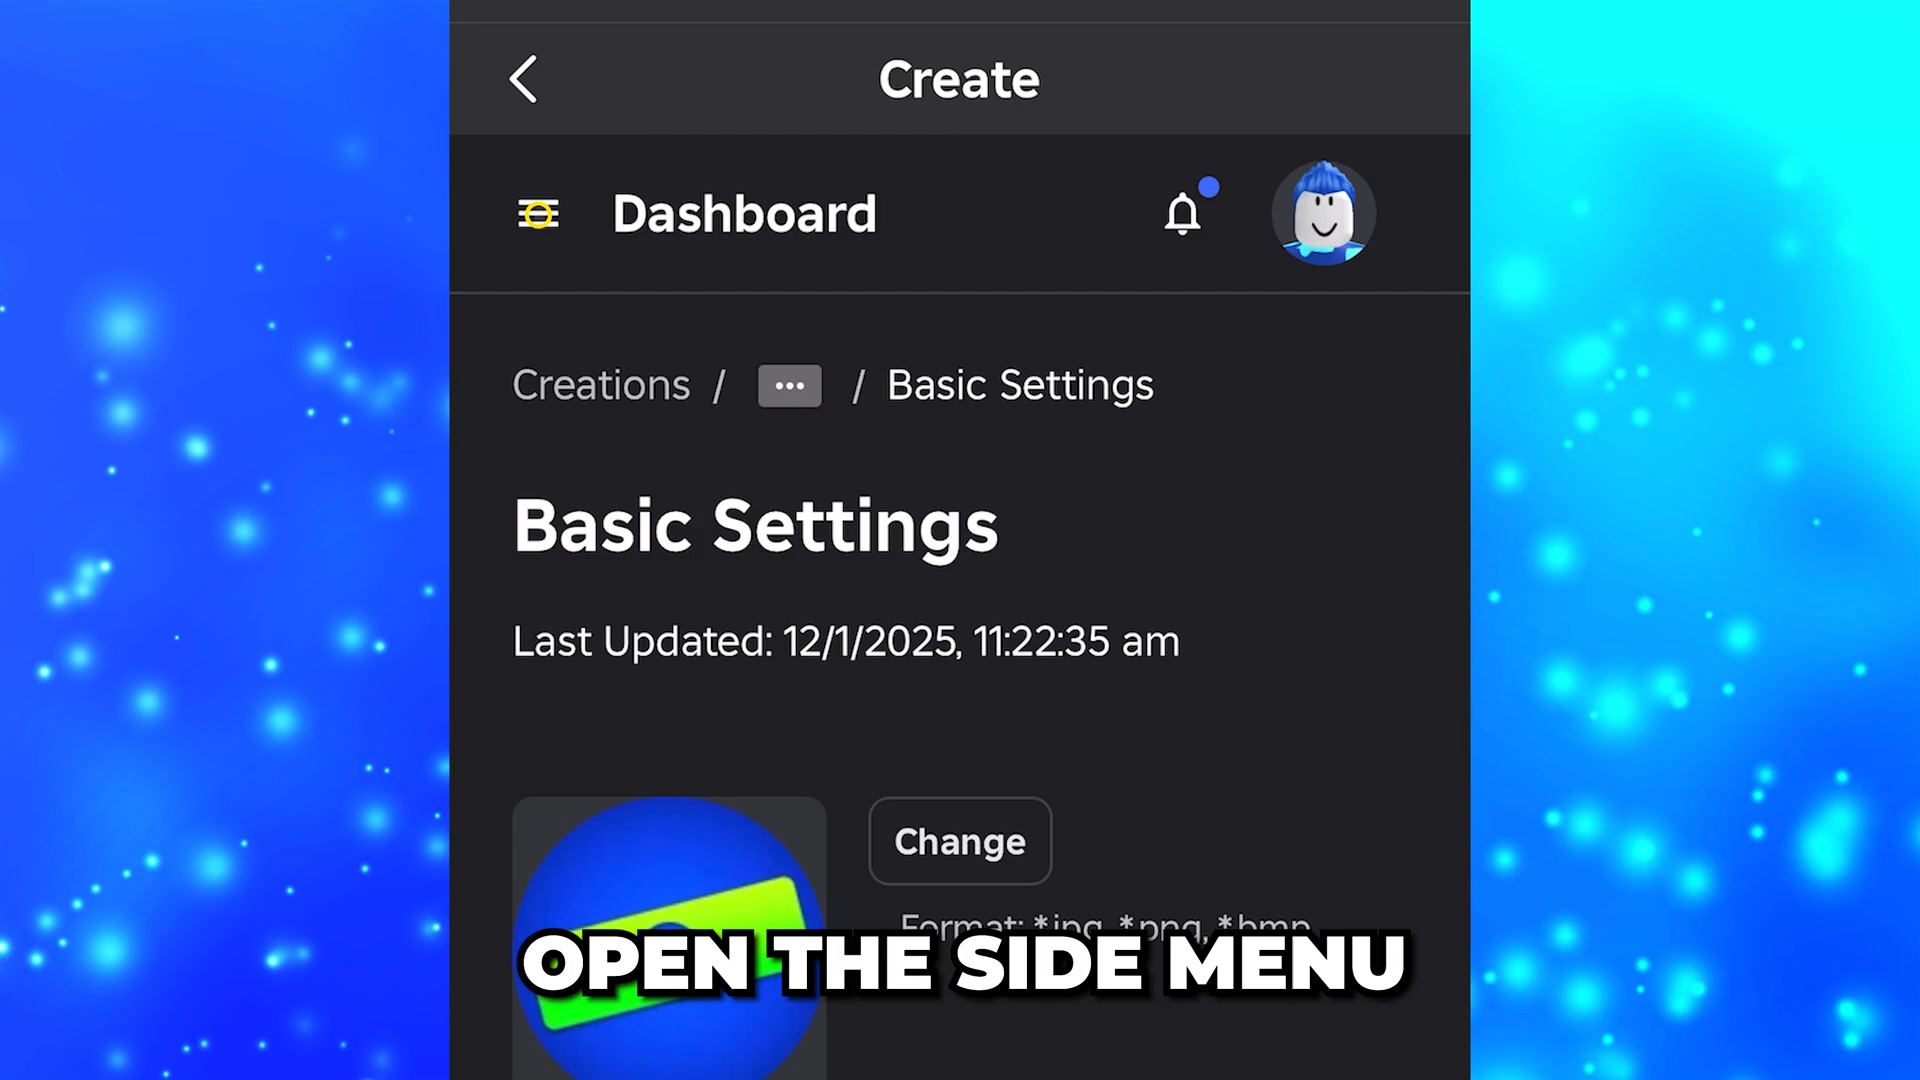 Create
Dashboard
Creations / ... / Basic Settings
Basic Settings
Last Updated: 12/1/2025, 11:22:35 am
Change
Format: *jpg, *png, *bmp
OPEN THE SIDE MENU